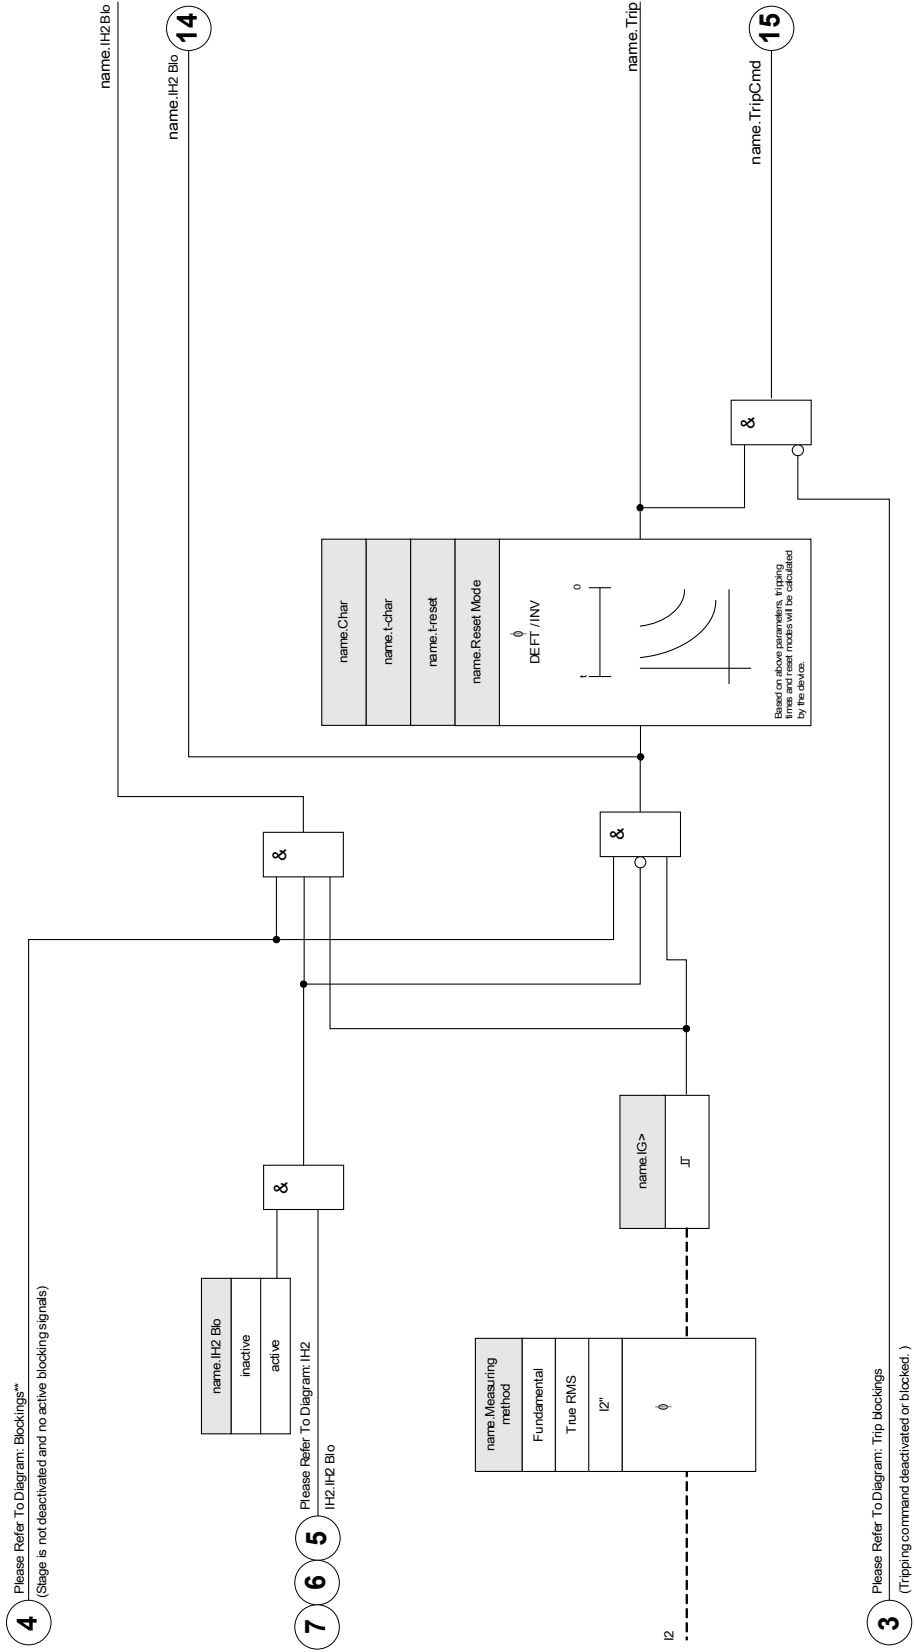 4
Please Refer To Diagram: Blockings**
(Stage is not deactivated and no active blocking signals)
name.IH2 Blo
name.IH2 Blo
14
name.IH2 Blo
inactive
active
&
&
7
6
5
Please Refer To Diagram: IH2
IH2.IH2 Blo
name.Char
name.t-char
name.t-reset
name.Reset Mode
ϕ
DEFT / INV
t
0
Based on above parameters, tripping
times and reset modes will be calculated
by the device.
name.Measuring
method
Fundamental
True RMS
I2"
ϕ
name.IG>
&
name.Trip
I2
&
name.TripCmd
15
3
Please Refer To Diagram: Trip blockings
(Tripping command deactivated or blocked. )